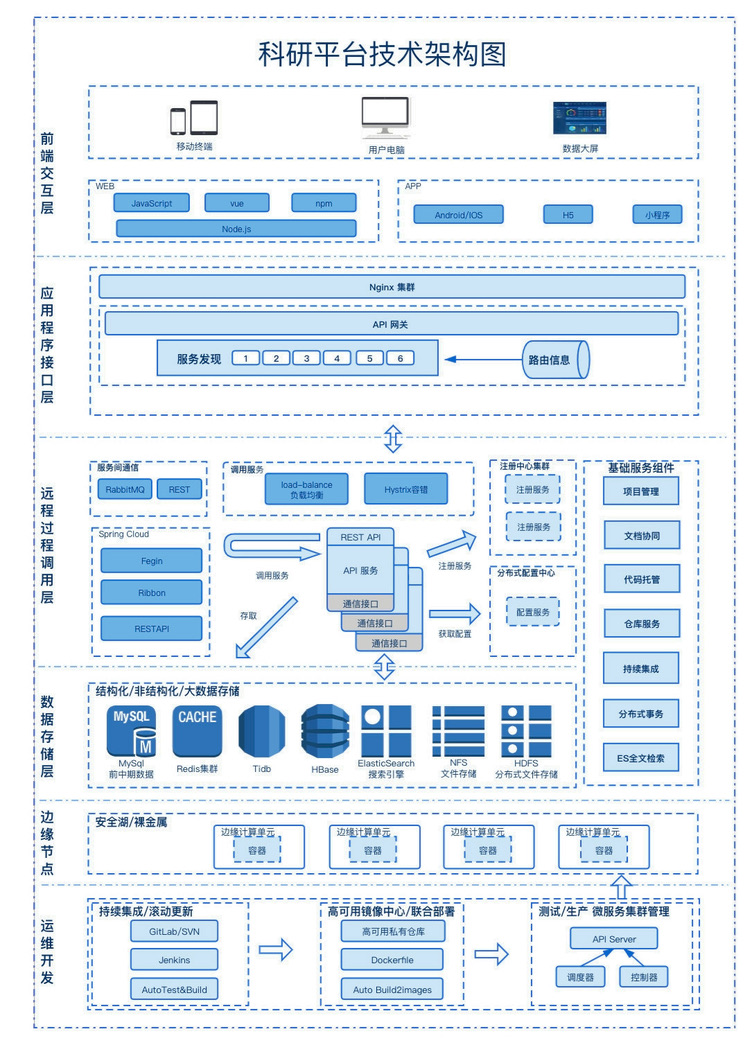 科研平台技术架构图
前端交互层
移动终端
用户电脑
数据大屏
WEB
JavaScript
vue
npm
Node.js
APP
Android/IOS
H5
小程序
应用程序接口层
Nginx 集群
API 网关
服务发现
1
2
3
4
5
6
路由信息
远程过程调用层
服务间通信
RabbitMQ
REST
调用服务
load-balance
负载均衡
Hystrix容错
注册中心集群
注册服务
注册服务
基础服务组件
项目管理
文档协同
代码托管
仓库服务
持续集成
分布式事务
ES全文检索
Spring Cloud
Fegin
Ribbon
RESTAPI
调用服务
存取
REST API
API 服务
通信接口
通信接口
通信接口
注册服务
获取配置
分布式配置中心
配置服务
数据存储层
结构化/非结构化/大数据存储
MySQL
M
MySql
前中期数据
CACHE
Redis集群
Tidb
HBase
ElasticSearch
搜索引擎
NFS
文件存储
HDFS
分布式文件存储
边缘节点
安全湖/裸金属
边缘计算单元
容器
边缘计算单元
容器
边缘计算单元
容器
边缘计算单元
容器
运维开发
持续集成/滚动更新
GitLab/SVN
Jenkins
AutoTest&Build
高可用镜像中心/联合部署
高可用私有仓库
Dockerfile
Auto Build2images
测试/生产 微服务集群管理
API Server
调度器
控制器